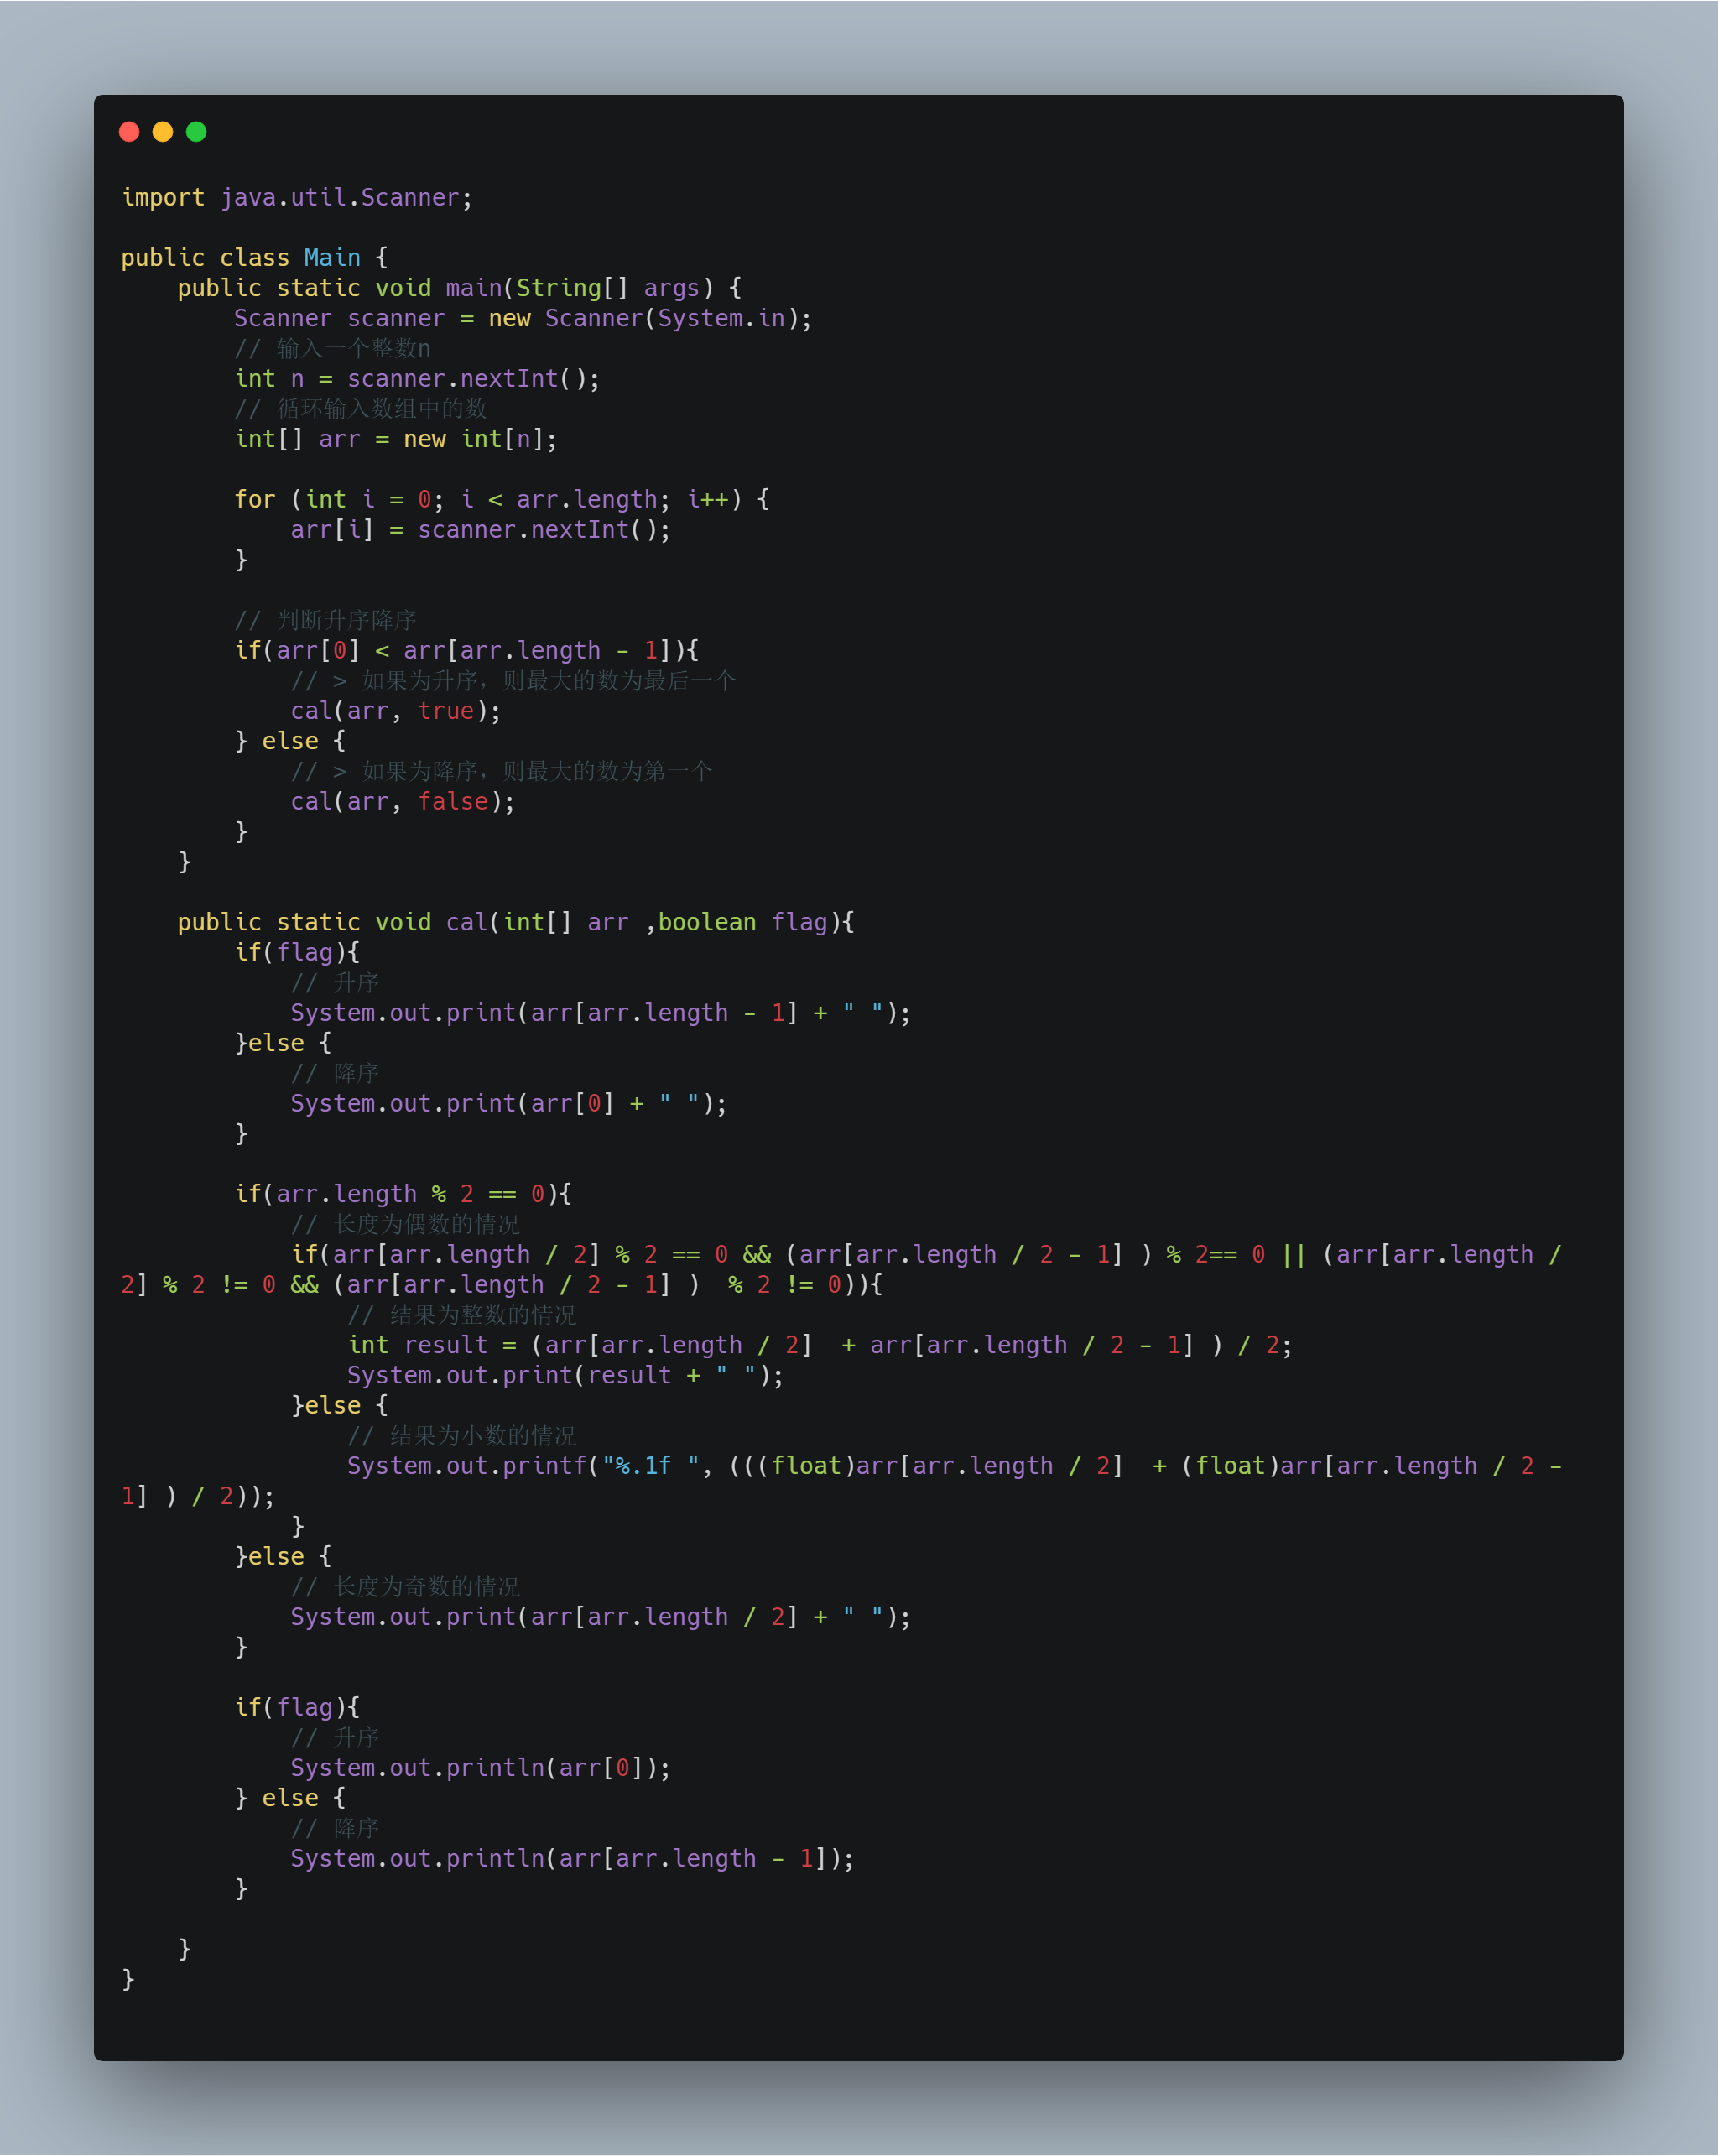 import java.util.Scanner;
public class Main {
    public static void main(String[] args) {
        Scanner scanner = new Scanner(System.in);
        // 输入一个整数n
        int n = scanner.nextInt();
        // 循环输入数组中的数
        int[] arr = new int[n];
        for (int i = 0; i < arr.length; i++) {
            arr[i] = scanner.nextInt();
        }
        // 判断升序降序
        if(arr[0] < arr[arr.length - 1]){
            // > 如果为升序，则最大的数为最后一个
            cal(arr, true);
        } else {
            // > 如果为降序，则最大的数为第一个
            cal(arr, false);
        }
    }
    public static void cal(int[] arr ,boolean flag){
        if(flag){
            // 升序
            System.out.print(arr[arr.length - 1] + " ");
        }else {
            // 降序
            System.out.print(arr[0] + " ");
        }
        if(arr.length % 2 == 0){
            // 长度为偶数的情况
            if(arr[arr.length / 2] % 2 == 0 && (arr[arr.length / 2 - 1] ) % 2== 0 || (arr[arr.length /
2] % 2 != 0 && (arr[arr.length / 2 - 1] )  % 2 != 0)){
                // 结果为整数的情况
                int result = (arr[arr.length / 2]  + arr[arr.length / 2 - 1] ) / 2;
                System.out.print(result + " ");
            }else {
                // 结果为小数的情况
                System.out.printf("%.1f ", (((float)arr[arr.length / 2]  + (float)arr[arr.length / 2 -
1] ) / 2));
            }
        }else {
            // 长度为奇数的情况
            System.out.print(arr[arr.length / 2] + " ");
        }
        if(flag){
            // 升序
            System.out.println(arr[0]);
        } else {
            // 降序
            System.out.println(arr[arr.length - 1]);
        }
    }
}